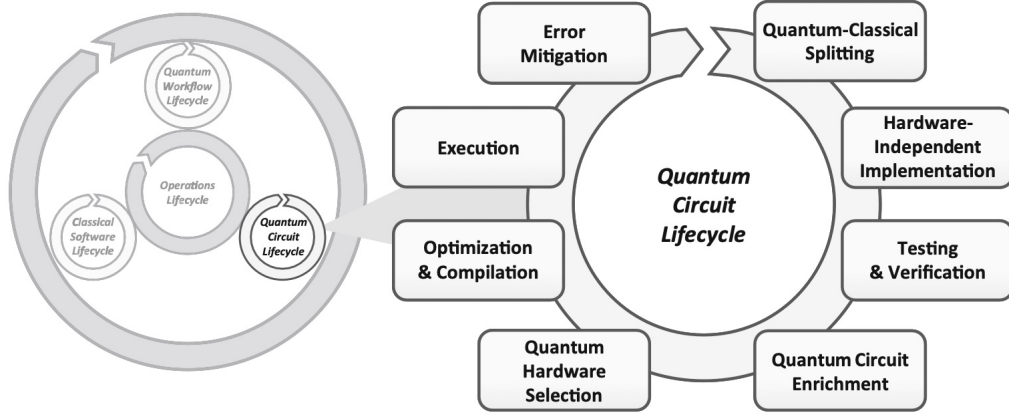 Quantum
Workflow
Lifecycle
Operations
Lifecycle
Classical
Software
Lifecycle
Quantum
Circuit
Lifecycle
Quantum
Circuit
Lifecycle
Quantum-Classical
Splitting
Hardware-
Independent
Implementation
Testing
& Verification
Quantum Circuit
Enrichment
Quantum
Hardware
Selection
Optimization
& Compilation
Execution
Error
Mitigation